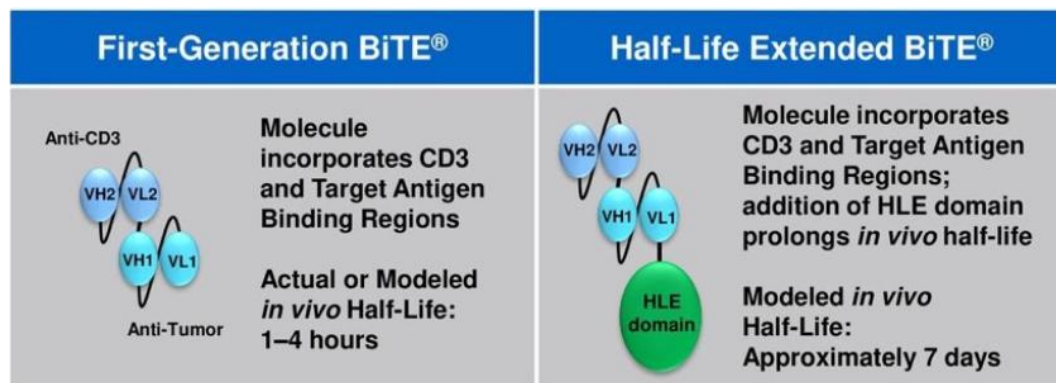 First-Generation BiTE®
Anti-CD3
VH2
VL2
VH1
VL1
Anti-Tumor
Molecule
incorporates CD3
and Target Antigen
Binding Regions
Actual or Modeled
in vivo Half-Life:
1–4 hours
Half-Life Extended BiTE®
VH2
VL2
VH1
VL1
HLE
domain
Molecule incorporates
CD3 and Target Antigen
Binding Regions;
addition of HLE domain
prolongs in vivo half-life
Modeled in vivo
Half-Life:
Approximately 7 days